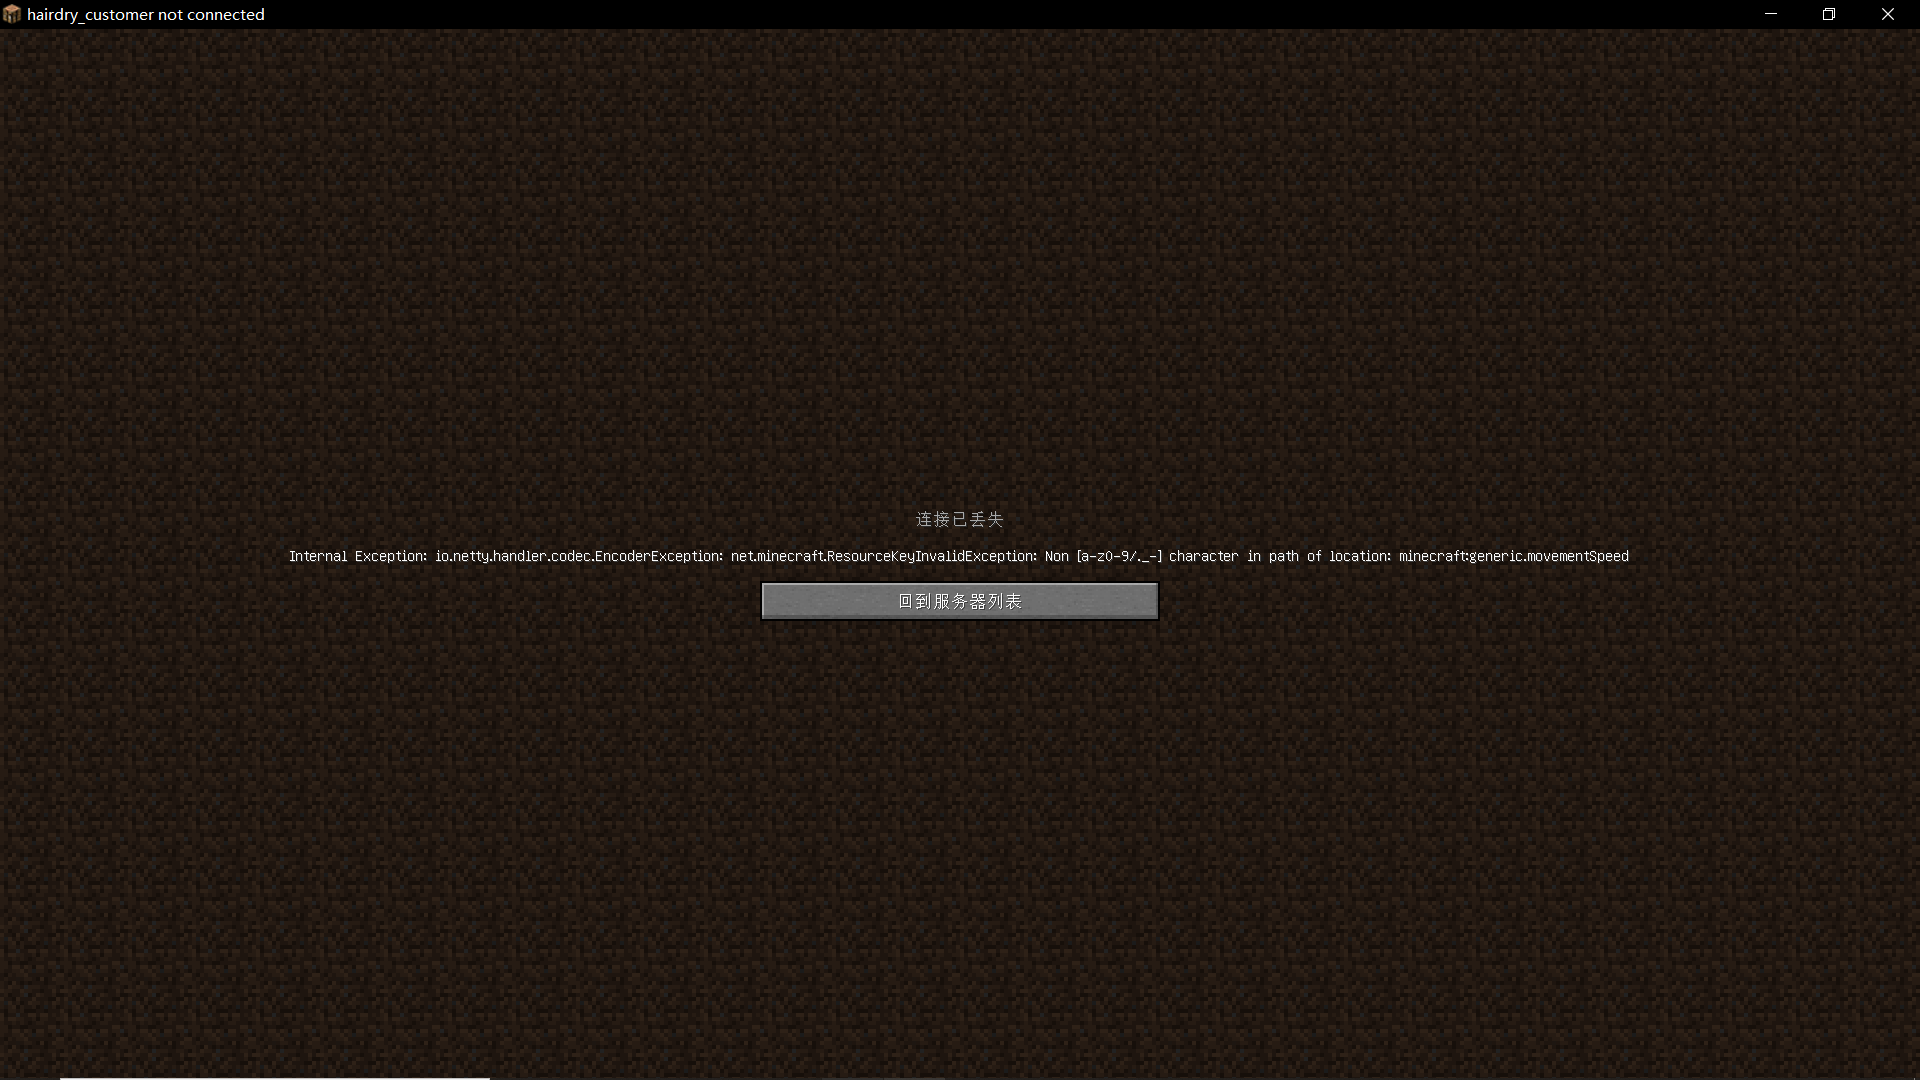 hairdry_customer not connected
连接已丢失
Internal Exception: io.netty.handler.codec.EncoderException: net.minecraft.ResourceKeyInvalidException: Non [a-z0-9/._-] character in path of location: minecraft:generic.movementSpeed
回到服务器列表